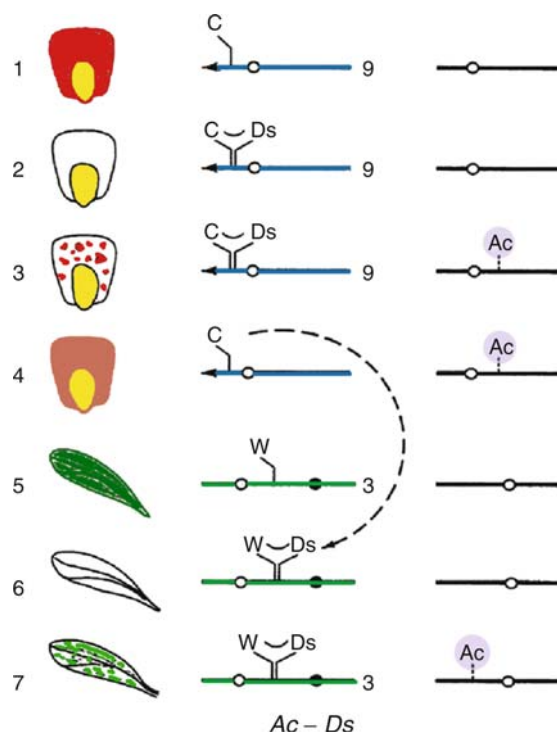 C
1 9
C Ds
2 9
C Ds Ac
3 9
C Ac
4
W
5 3
W Ds
6
W Ds Ac
7 3
Ac – Ds